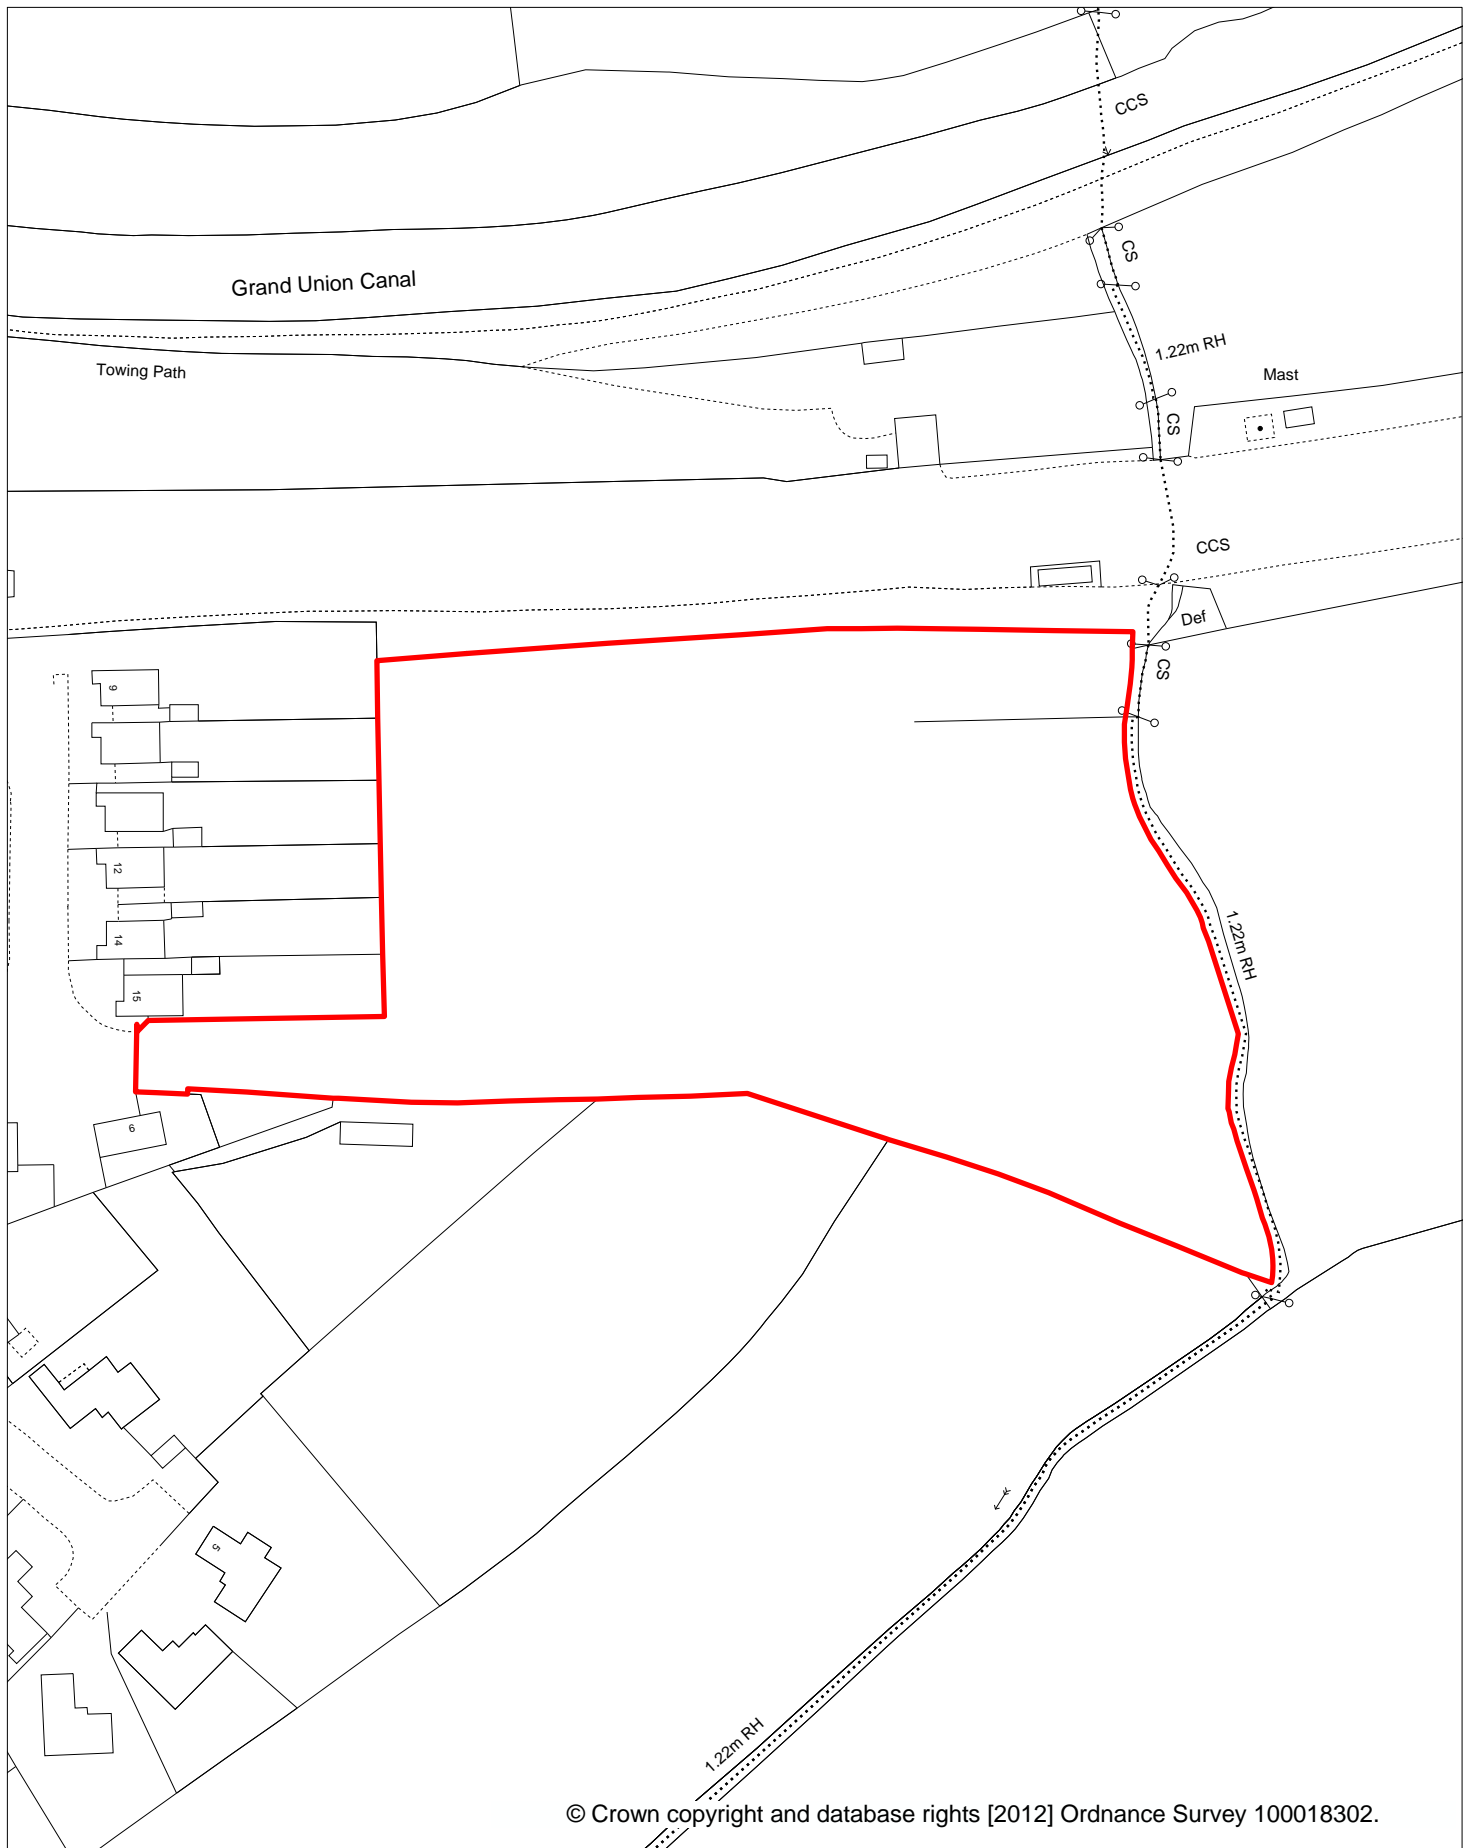 CCS
CS
Grand Union Canal
1.22m RH
Towing Path
Mast
CS
CCS
Def
CS
9
12
14
1.22m RH
15
6
5
1.22m RH
© Crown copyright and database rights [2012] Ordnance Survey 100018302.